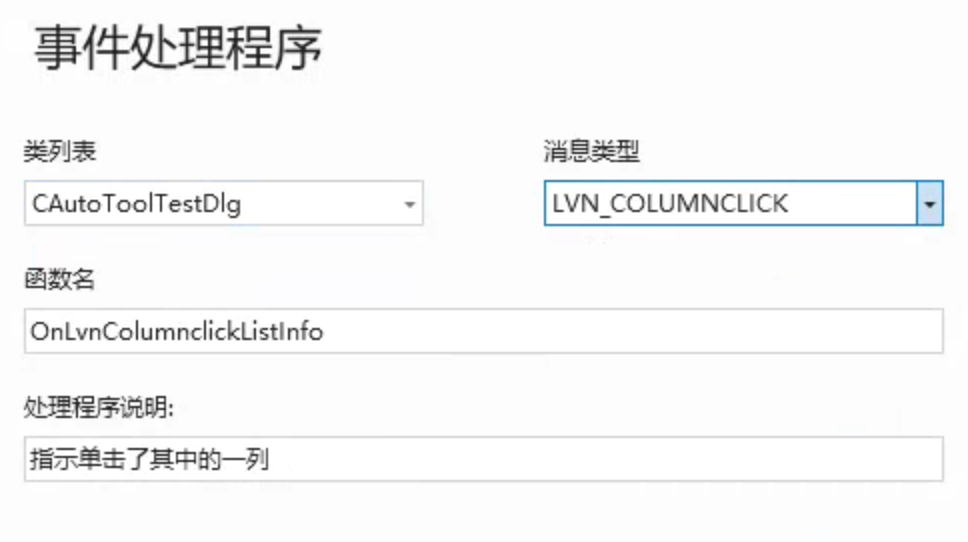 事件处理程序
类列表
消息类型
CAutoToolTestDlg
LVN_COLUMNCLICK
函数名
OnLvnColumnclickListInfo
处理程序说明:
指示单击了其中的一列